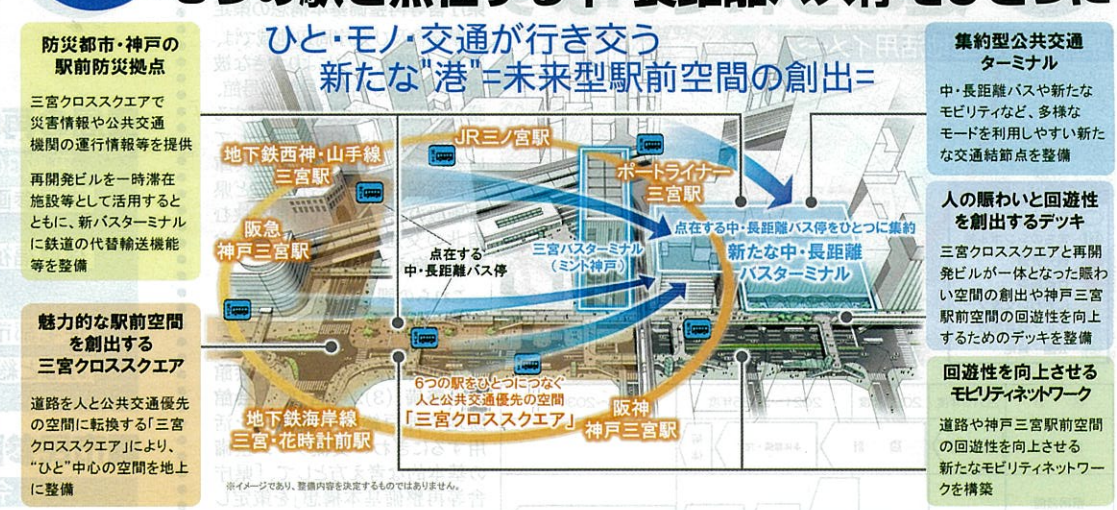 6つの駅と点在する中・長距離バス停をひとつに
ひと・モノ・交通が行き交う
新たな"港"=未来型駅前空間の創出=
防災都市・神戸の
駅前防災拠点
三宮クロススクエアで
災害情報や公共交通
機関の運行情報等を提供
再開発ビルを一時滞在
施設等として活用すると
ともに、新バスターミナル
に鉄道の代替輸送機能
等を整備
魅力的な駅前空間
を創出する
三宮クロススクエア
道路を人と公共交通優先
の空間に転換する「三宮
クロススクエア」により、
“ひと”中心の空間を地上
に整備
地下鉄西神・山手線
三宮駅
JR三ノ宮駅
ポートライナー
三宮駅
阪急
神戸三宮駅
点在する
中・長距離バス停
三宮バスターミナル
(ミント神戸)
点在する中・長距離バス停をひとつに集約
新たな中・長距離
バスターミナル
6つの駅をひとつにつなぐ
人と公共交通優先の空間
「三宮クロススクエア」
地下鉄海岸線
三宮・花時計前駅
阪神
神戸三宮駅
※イメージであり、整備内容を決定するものではありません。
集約型公共交通
ターミナル
中・長距離バスや新たな
モビリティなど、多様な
モードを利用しやすい新た
な交通結節点を整備
人の賑わいと回遊性
を創出するデッキ
三宮クロススクエアと再開
発ビルが一体となった賑わ
い空間の創出や神戸三宮
駅前空間の回遊性を向上
するためのデッキを整備
回遊性を向上させる
モビリティネットワーク
道路や神戸三宮駅前空間
の回遊性を向上させる
新たなモビリティネットワー
クを構築